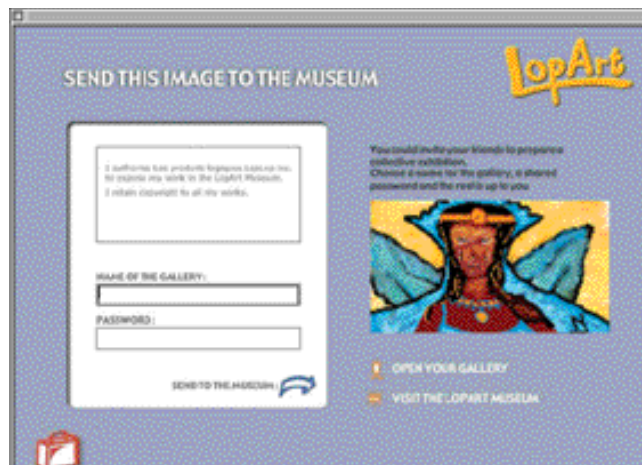 SEND THIS IMAGE TO THE MUSEUM
LopArt
I authorize Les produits logiques Inc.
to expose my work in the LopArt Museum.
I retain copyright to all my works.
You could invite your friends to prepare a
collective exhibition.
Choose a name for the gallery, a shared
password and the rest is up to you
NAME OF THE GALLERY:
PASSWORD:
SEND TO THE MUSEUM:
OPEN YOUR GALLERY
VISIT THE LOPART MUSEUM